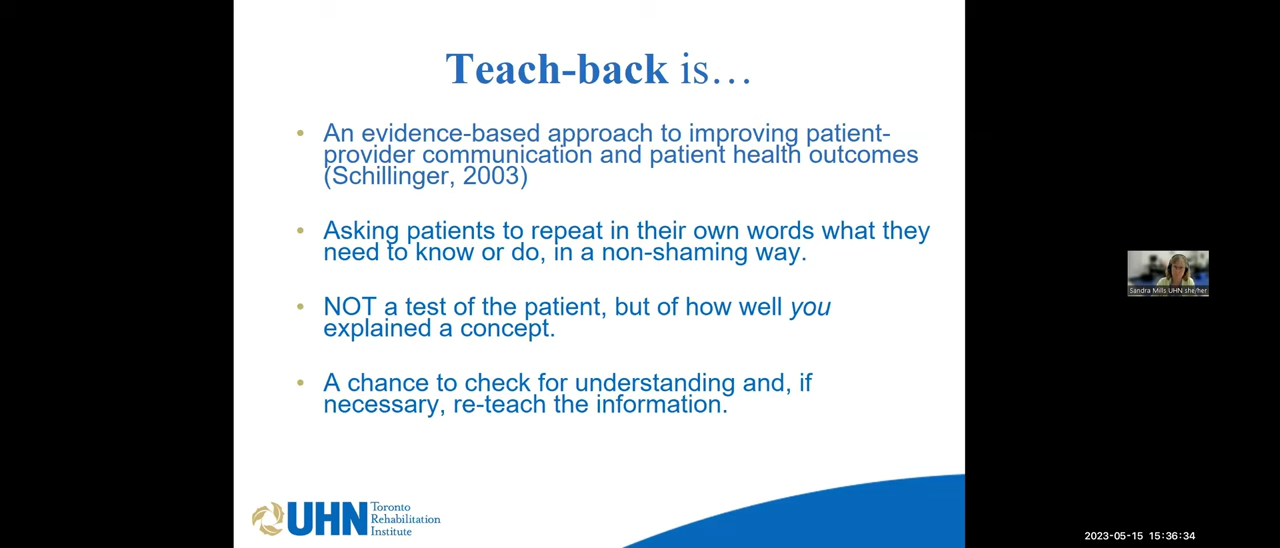 Teach-back is…
• An evidence-based approach to improving patient-
provider communication and patient health outcomes
(Schillinger, 2003)
• Asking patients to repeat in their own words what they
need to know or do, in a non-shaming way.
• NOT a test of the patient, but of how well you
explained a concept.
• A chance to check for understanding and, if
necessary, re-teach the information.
UHN
Toronto
Rehabilitation
Institute
Sandra Mills UHN she/her
2023-05-15 15:36:34